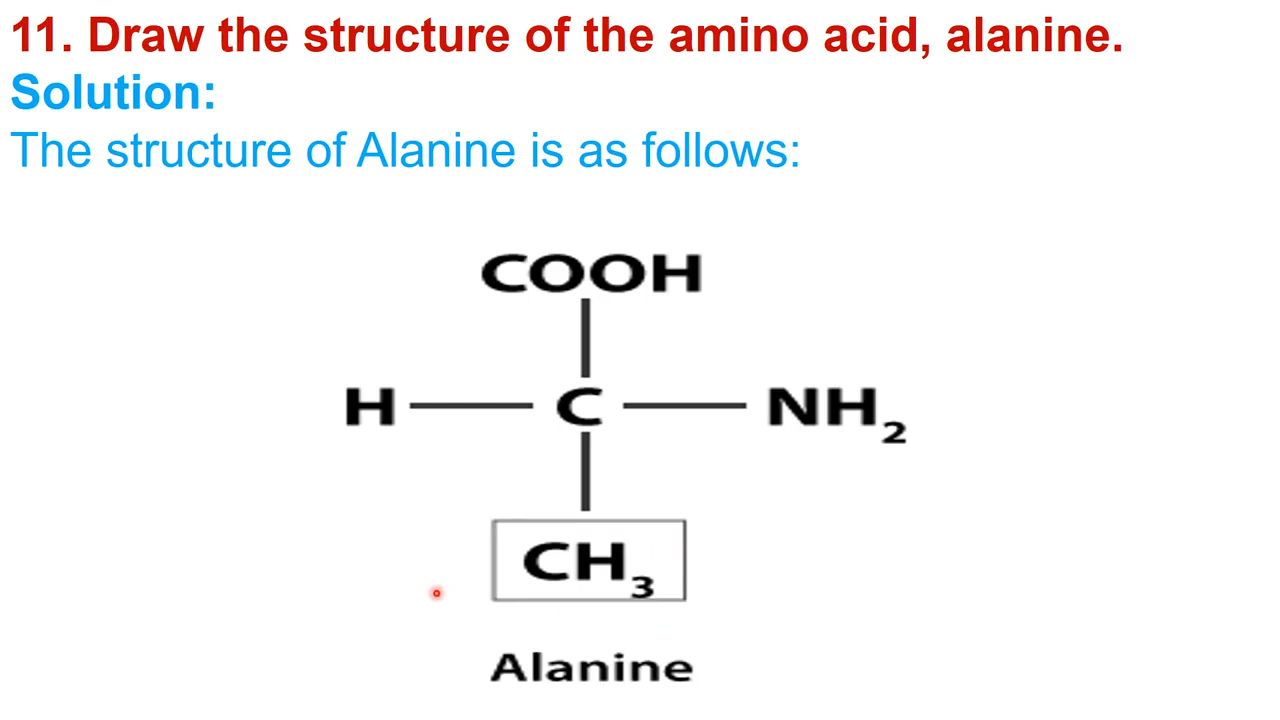 11. Draw the structure of the amino acid, alanine.
Solution:
The structure of Alanine is as follows:
COOH
H C NH₂
CH₃
Alanine